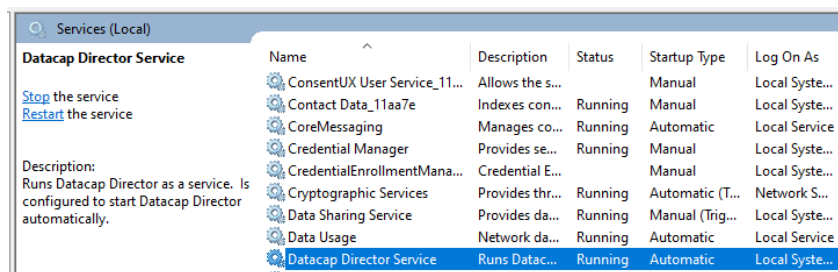 Services (Local)
Datacap Director Service
Stop the service
Restart the service
Description:
Runs Datacap Director as a service. Is
configured to start Datacap Director
automatically.
Name Description Status Startup Type Log On As
ConsentUX User Service_11... Allows the s... Manual Local Syste...
Contact Data_11aa7e Indexes con... Running Manual Local Syste...
CoreMessaging Manages co... Running Automatic Local Service
Credential Manager Provides se... Running Manual Local Syste...
CredentialEnrollmentMana... Credential E... Manual Local Syste...
Cryptographic Services Provides thr... Running Automatic (T... Network S...
Data Sharing Service Provides da... Running Manual (Trig... Local Syste...
Data Usage Network da... Running Automatic Local Service
Datacap Director Service Runs Datac... Running Automatic Local Syste...